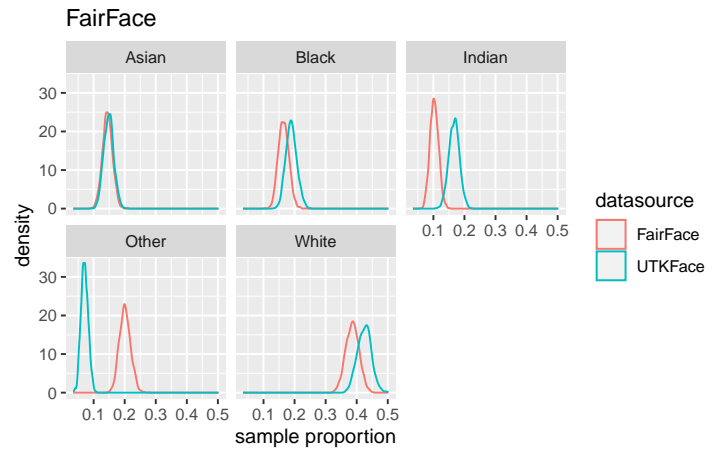 FairFace
Asian Black Indian
30
20
10
0
0.1 0.2 0.3 0.4 0.5
Other White
30
20
10
0
0.1 0.2 0.3 0.4 0.5 0.1 0.2 0.3 0.4 0.5
density
sample proportion
datasource
FairFace
UTKFace